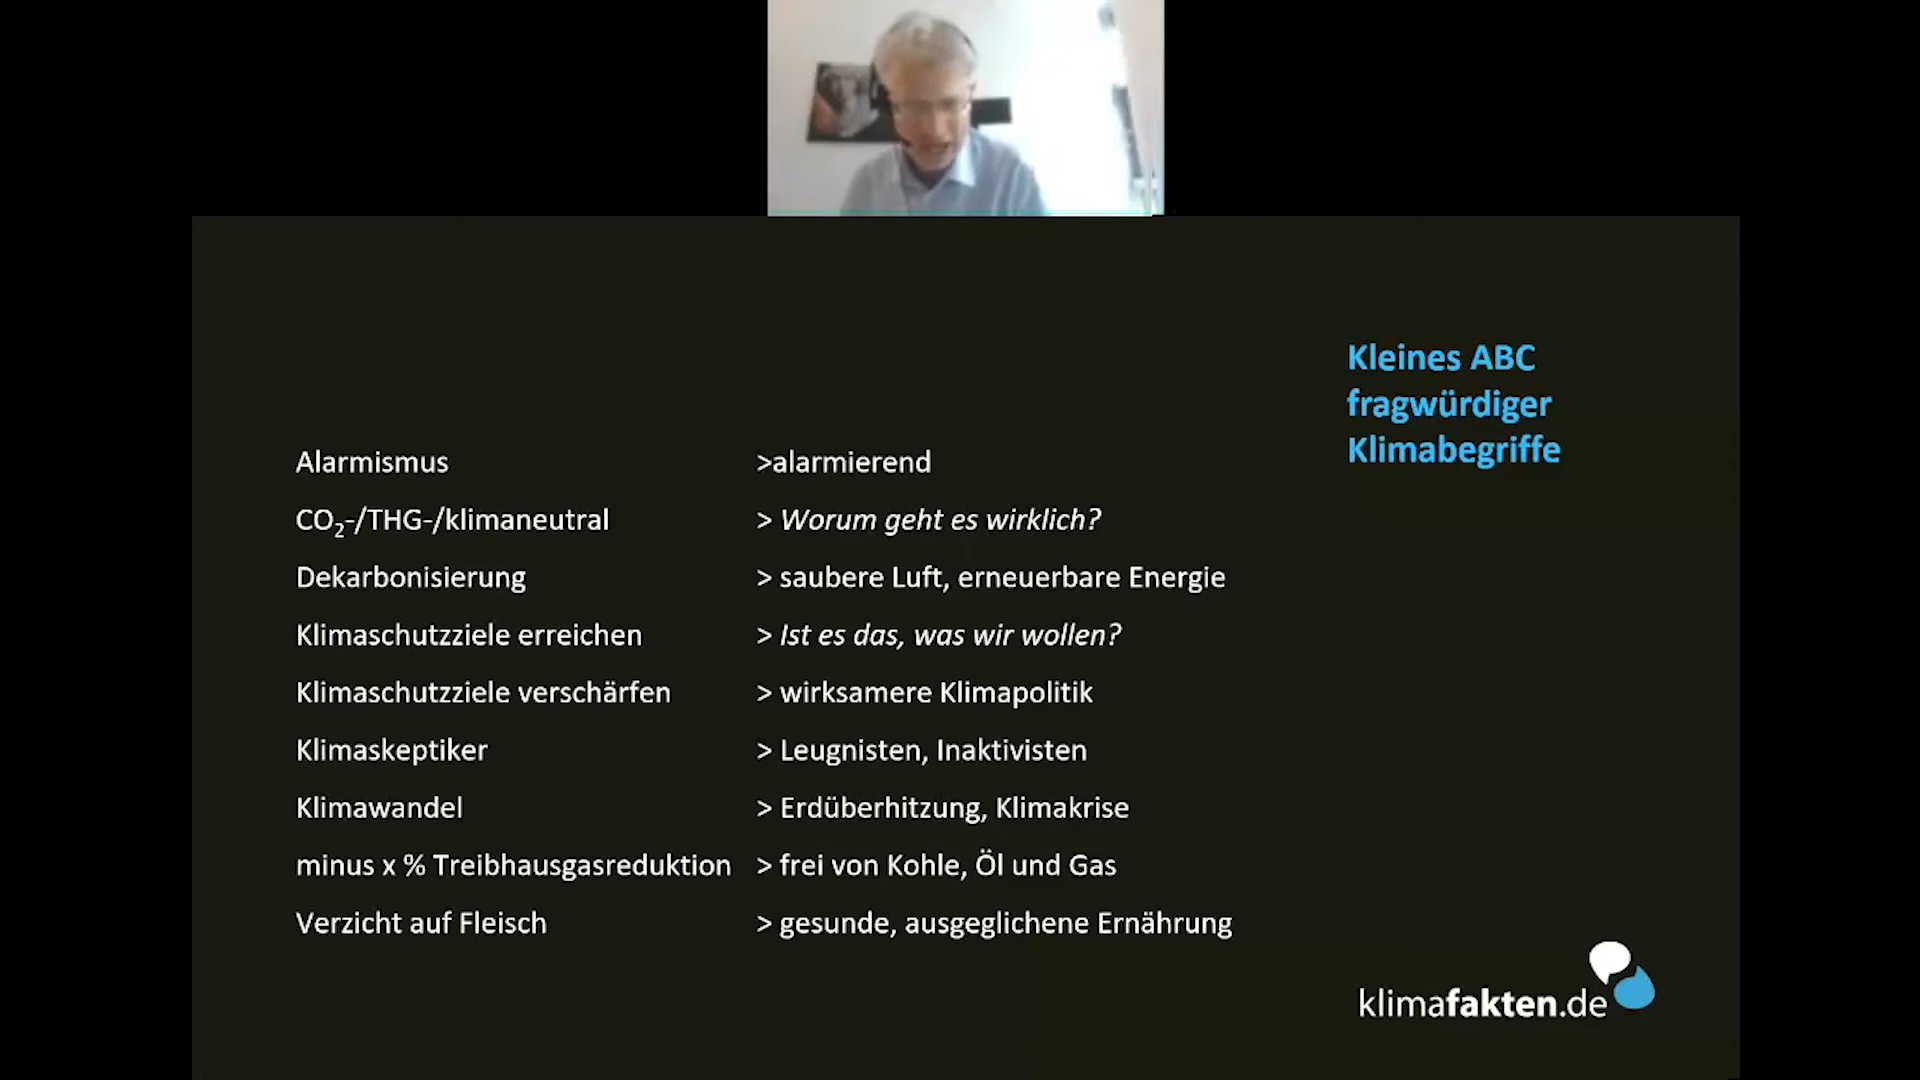 Kleines ABC
fragwürdiger
Klimabegriffe
Alarmismus >alarmierend
CO₂-/THG-/klimaneutral > Worum geht es wirklich?
Dekarbonisierung > saubere Luft, erneuerbare Energie
Klimaschutzziele erreichen > Ist es das, was wir wollen?
Klimaschutzziele verschärfen > wirksamere Klimapolitik
Klimaskeptiker > Leugnisten, Inaktivisten
Klimawandel > Erdüberhitzung, Klimakrise
minus x % Treibhausgasreduktion > frei von Kohle, Öl und Gas
Verzicht auf Fleisch > gesunde, ausgeglichene Ernährung
klimafakten.de